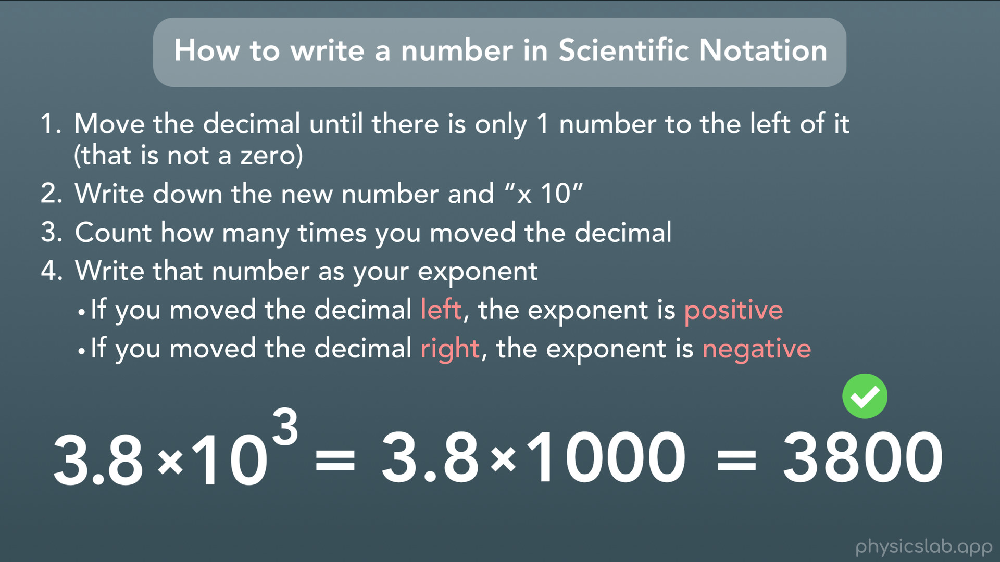 How to write a number in Scientific Notation
1. Move the decimal until there is only 1 number to the left of it
(that is not a zero)
2. Write down the new number and “x 10”
3. Count how many times you moved the decimal
4. Write that number as your exponent
• If you moved the decimal left, the exponent is positive
• If you moved the decimal right, the exponent is negative
3.8×10³ = 3.8×1000 = 3800
physicslab.app